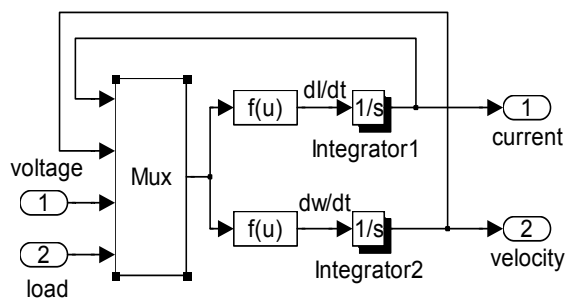 dI/dt
f(u)
1/s
1
Integrator1
current
voltage
Mux
1
dw/dt
2
f(u)
1/s
2
load
Integrator2
velocity